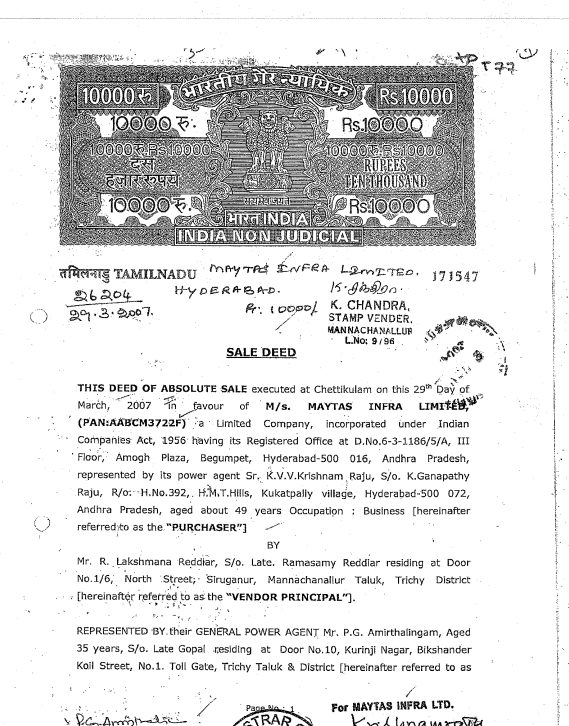 T77
भारतीय गैर न्यायिक
10000 रु. Rs.10000
10000 रु. Rs.10000
10000रु.Rs10000 10000रु.Rs10000
दस RUPEES
हजार रुपये TEN THOUSAND
सत्यमेव जयते
10000 रु. Rs.10000
भारत INDIA
INDIA NON JUDICIAL
तमिलनाडु TAMILNADU MAYTAS INFRA LIMITED. 171547
26204 HYDERABAD.
29.3.2007. Rs. 10000/ K. CHANDRA,
STAMP VENDER,
MANNACHANALLUR
L.No: 9/96
SALE DEED
THIS DEED OF ABSOLUTE SALE executed at Chettikulam on this 29th Day of
March, 2007 in favour of M/s. MAYTAS INFRA LIMITED,
(PAN:AABCM3722F) a Limited Company, incorporated under Indian
Companies Act, 1956 having its Registered Office at D.No.6-3-1186/5/A, III
Floor, Amogh Plaza, Begumpet, Hyderabad-500 016, Andhra Pradesh,
represented by its power agent Sr. K.V.V.Krishnam Raju, S/o. K.Ganapathy
Raju, R/o: H.No.392, H.M.T.Hills, Kukatpally village, Hyderabad-500 072,
Andhra Pradesh, aged about 49 years Occupation : Business [hereinafter
referred to as the "PURCHASER"]
BY
Mr. R. Lakshmana Reddiar, S/o. Late. Ramasamy Reddiar residing at Door
No.1/6, North Street, Siruganur, Mannachanallur Taluk, Trichy District
[hereinafter referred to as the "VENDOR PRINCIPAL"].
REPRESENTED BY their GENERAL POWER AGENT Mr. P.G. Amirthalingam, Aged
35 years, S/o. Late Gopal residing at Door No.10, Kurinji Nagar, Bikshander
Koil Street, No.1. Toll Gate, Trichy Taluk & District [hereinafter referred to as
Page No : 1
For MAYTAS INFRA LTD.